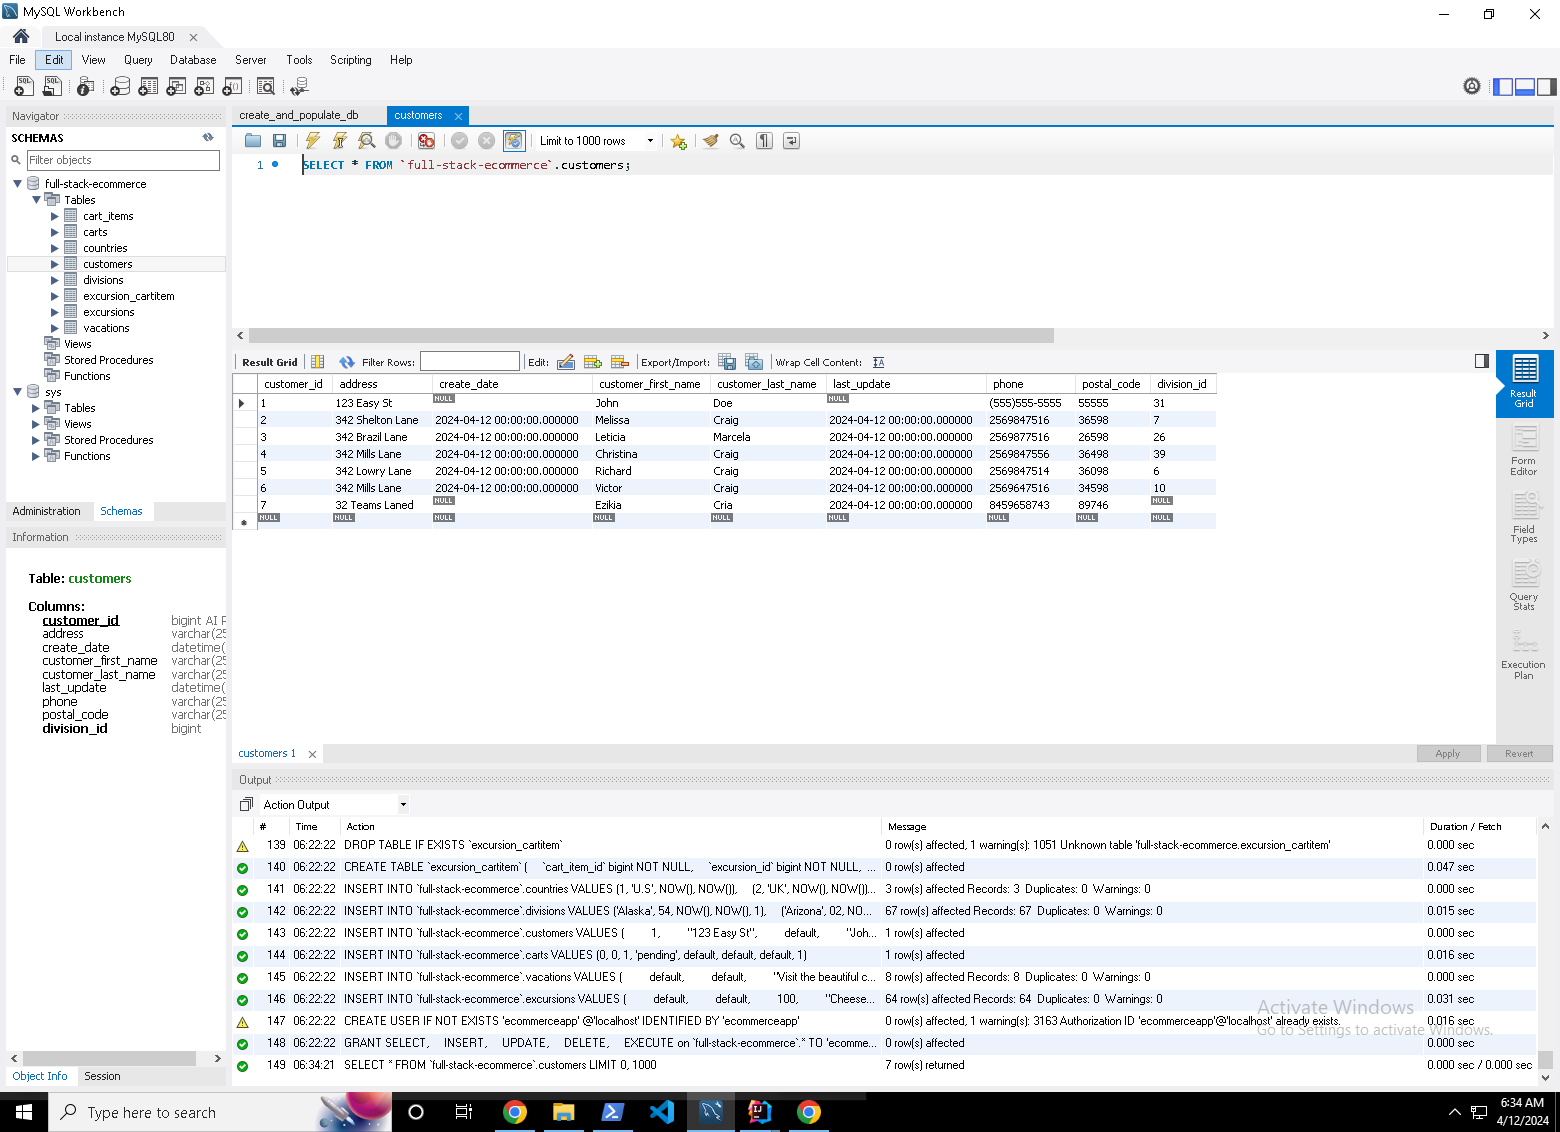 MySQL Workbench
Local instance MySQL80
File Edit View Query Database Server Tools Scripting Help
Navigator
SCHEMAS
Filter objects
full-stack-ecommerce
Tables
cart_items
carts
countries
customers
divisions
excursion_cartitem
excursions
vacations
Views
Stored Procedures
Functions
sys
Tables
Views
Stored Procedures
Functions
Administration Schemas
Information
Table: customers
Columns:
customer_id bigint AI P
address varchar(25
create_date datetime(
customer_first_name varchar(25
customer_last_name varchar(25
last_update datetime(
phone varchar(25
postal_code varchar(25
division_id bigint
Object Info Session
create_and_populate_db customers
Limit to 1000 rows
1 SELECT * FROM `full-stack-ecommerce`.customers;
Result Grid Filter Rows: Edit: Export/Import: Wrap Cell Content:
customer_id address create_date customer_first_name customer_last_name last_update phone postal_code division_id
1 123 Easy St NULL John Doe NULL (555)555-5555 55555 31
2 342 Shelton Lane 2024-04-12 00:00:00.000000 Melissa Craig 2024-04-12 00:00:00.000000 2569847516 36598 7
3 342 Brazil Lane 2024-04-12 00:00:00.000000 Leticia Marcela 2024-04-12 00:00:00.000000 2569877516 26598 26
4 342 Mills Lane 2024-04-12 00:00:00.000000 Christina Craig 2024-04-12 00:00:00.000000 2569847556 36498 39
5 342 Lowry Lane 2024-04-12 00:00:00.000000 Richard Craig 2024-04-12 00:00:00.000000 2569847514 36098 6
6 342 Mills Lane 2024-04-12 00:00:00.000000 Victor Craig 2024-04-12 00:00:00.000000 2569647516 34598 10
7 32 Teams Laned NULL Ezikia Cria 2024-04-12 00:00:00.000000 8459658743 89746 NULL
NULL NULL NULL NULL NULL NULL NULL NULL NULL
Result Grid
Form Editor
Field Types
Query Stats
Execution Plan
customers 1
Apply Revert
Output
Action Output
# Time Action Message Duration / Fetch
139 06:22:22 DROP TABLE IF EXISTS `excursion_cartitem` 0 row(s) affected, 1 warning(s): 1051 Unknown table 'full-stack-ecommerce.excursion_cartitem' 0.000 sec
140 06:22:22 CREATE TABLE `excursion_cartitem` ( `cart_item_id` bigint NOT NULL, `excursion_id` bigint NOT NULL, ... 0 row(s) affected 0.047 sec
141 06:22:22 INSERT INTO `full-stack-ecommerce`.countries VALUES (1, 'U.S', NOW(), NOW()), (2, 'UK', NOW(), NOW())... 3 row(s) affected Records: 3 Duplicates: 0 Warnings: 0 0.000 sec
142 06:22:22 INSERT INTO `full-stack-ecommerce`.divisions VALUES ('Alaska', 54, NOW(), NOW(), 1), ('Arizona', 02, NO... 67 row(s) affected Records: 67 Duplicates: 0 Warnings: 0 0.015 sec
143 06:22:22 INSERT INTO `full-stack-ecommerce`.customers VALUES ( 1, "123 Easy St", default, "Joh... 1 row(s) affected 0.000 sec
144 06:22:22 INSERT INTO `full-stack-ecommerce`.carts VALUES (0, 0, 1, 'pending', default, default, default, 1) 1 row(s) affected 0.016 sec
145 06:22:22 INSERT INTO `full-stack-ecommerce`.vacations VALUES ( default, default, "Visit the beautiful c... 8 row(s) affected Records: 8 Duplicates: 0 Warnings: 0 0.000 sec
146 06:22:22 INSERT INTO `full-stack-ecommerce`.excursions VALUES ( default, default, 100, "Cheese... 64 row(s) affected Records: 64 Duplicates: 0 Warnings: 0 0.031 sec
147 06:22:22 CREATE USER IF NOT EXISTS 'ecommerceapp' @'localhost' IDENTIFIED BY 'ecommerceapp' 0 row(s) affected, 1 warning(s): 3163 Authorization ID 'ecommerceapp'@'localhost' already exists. 0.016 sec
148 06:22:22 GRANT SELECT, INSERT, UPDATE, DELETE, EXECUTE on `full-stack-ecommerce`.* TO 'ecomme... 0 row(s) affected 0.000 sec
149 06:34:21 SELECT * FROM `full-stack-ecommerce`.customers LIMIT 0, 1000 7 row(s) returned 0.000 sec / 0.000 sec
Activate Windows
Go to Settings to activate Windows.
Type here to search
6:34 AM
4/12/2024